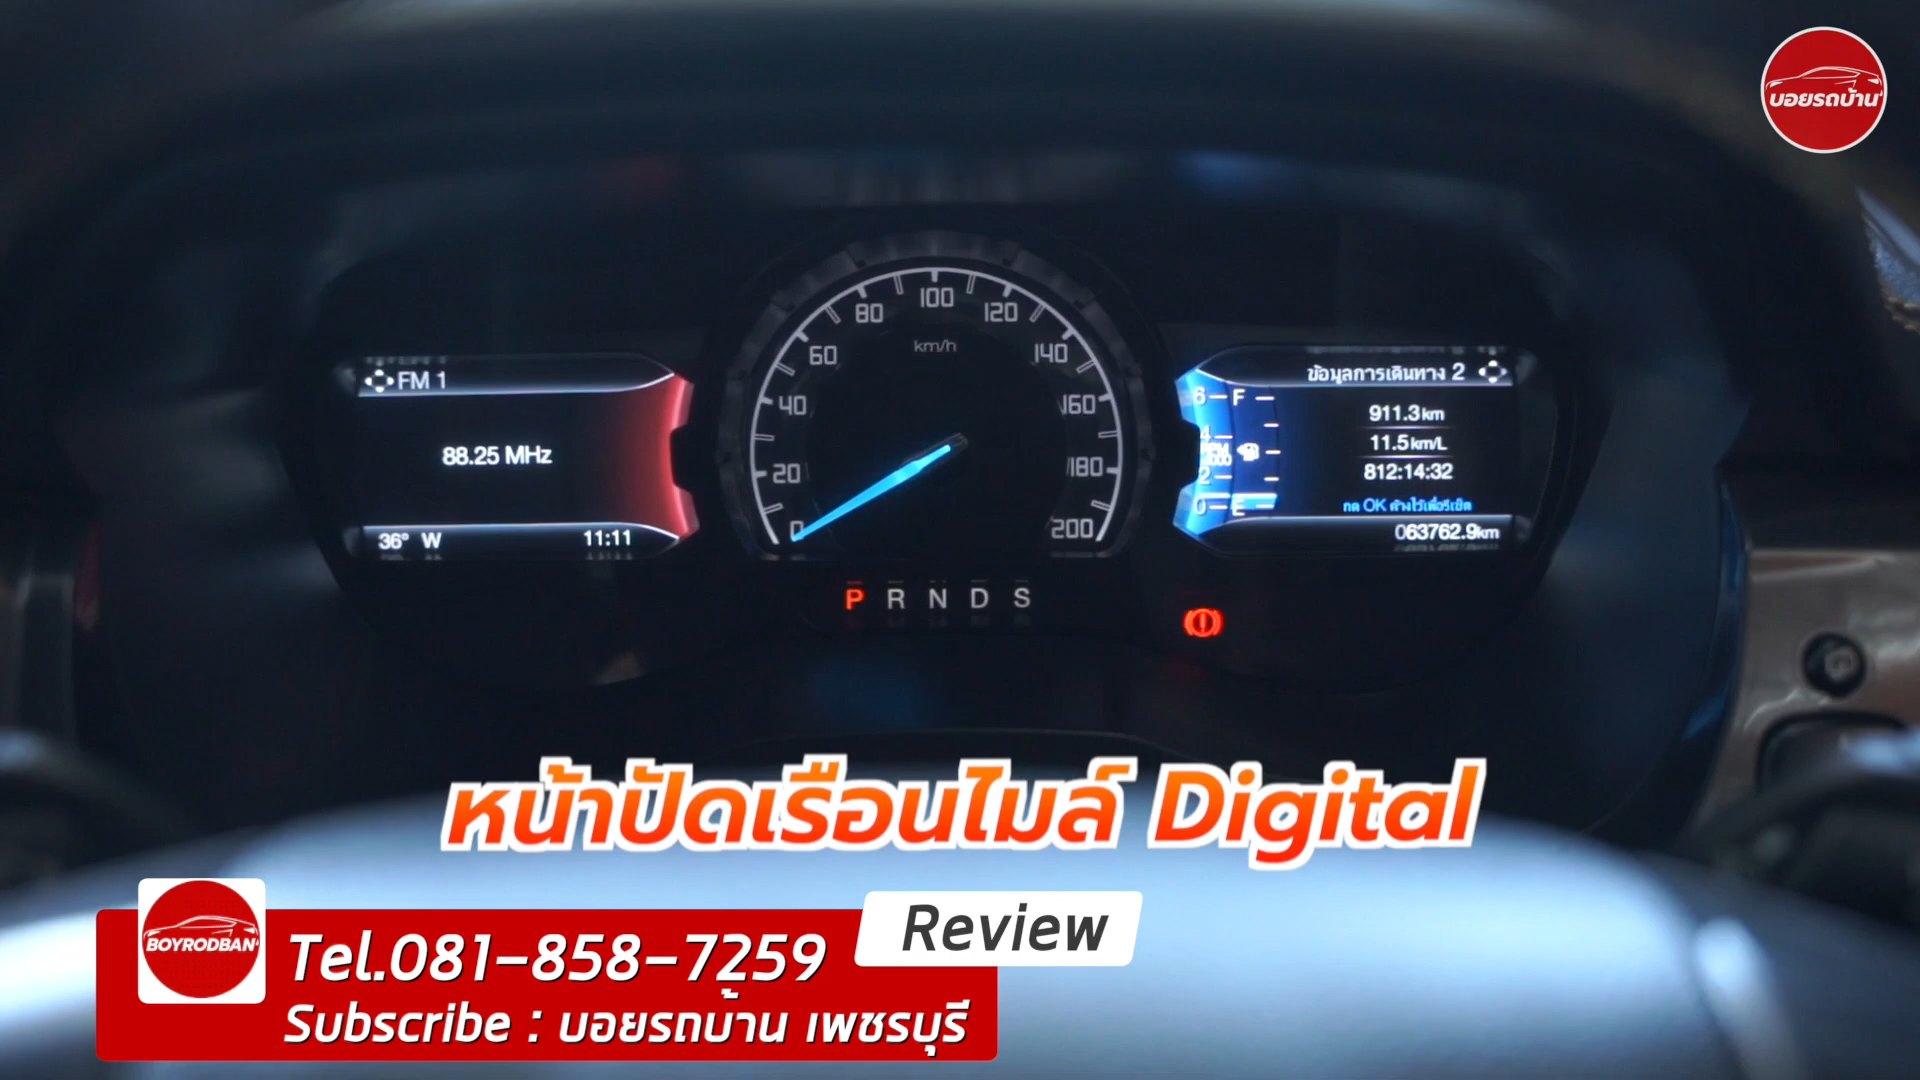 บอยรถบ้าน
FM 1
88.25 MHz
36° W
11:11
0
20
40
60
80
100
120
140
160
180
200
km/h
P R N D S
ข้อมูลการเดินทาง 2
6
4
2
0
F
E
911.3 km
11.5 km/L
812:14:32
กด OK ค้างไว้เพื่อรีเซ็ต
063762.9km
หน้าปัดเรือนไมล์ Digital
Review
BOYRODBAN
Tel.081-858-7259
Subscribe : บอยรถบ้าน เพชรบุรี